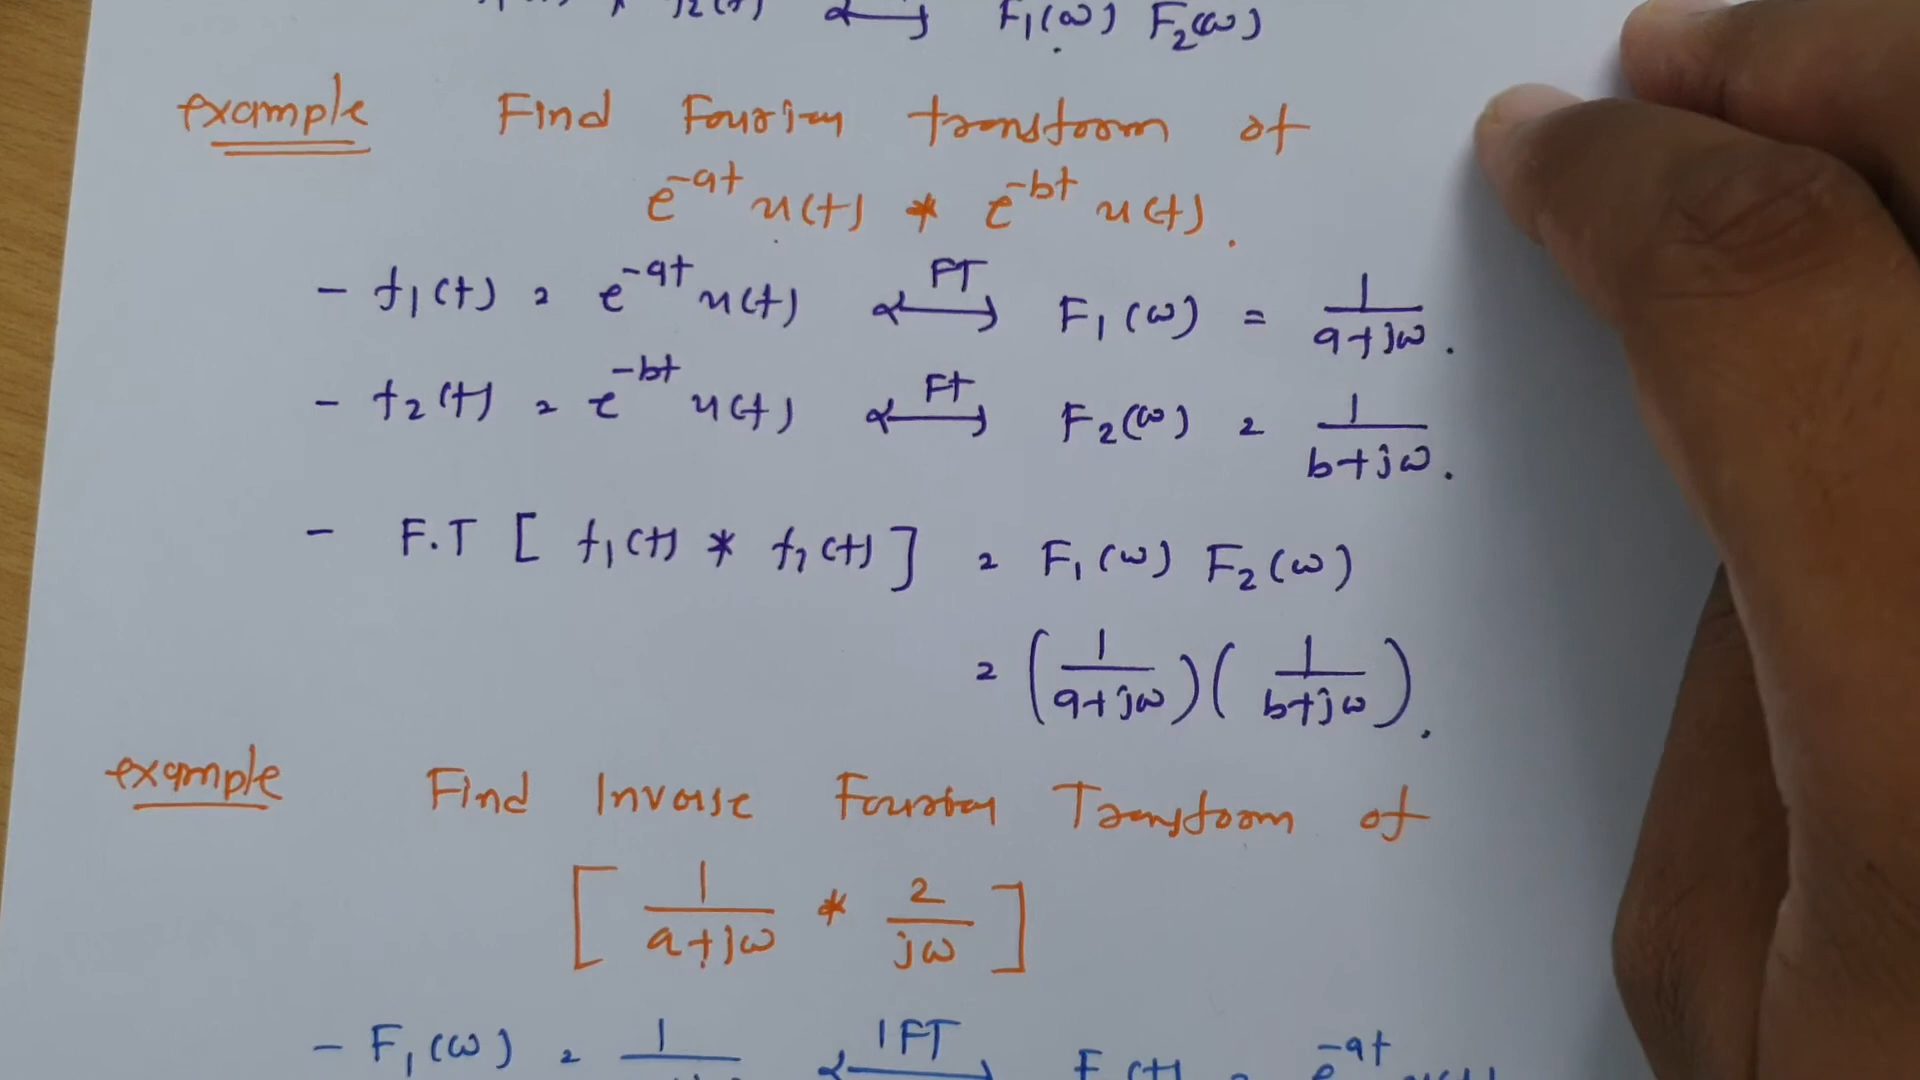 f2(t) ⟷ F1(ω) F2(ω)
example Find Fourier transform of
e^-at u(t) * e^-bt u(t).
- f1(t) = e^-at u(t) ⟷FT F1(ω) = 1/(a+jω).
- f2(t) = e^-bt u(t) ⟷FT F2(ω) = 1/(b+jω).
- F.T [ f1(t) * f2(t) ] = F1(ω) F2(ω)
= (1/(a+jω)) (1/(b+jω)).
example Find Inverse Fourier Transform of
[ 1/(a+jω) * 2/(jω) ]
- F1(ω) = 1 ⟷IFT F (t) = e^-at